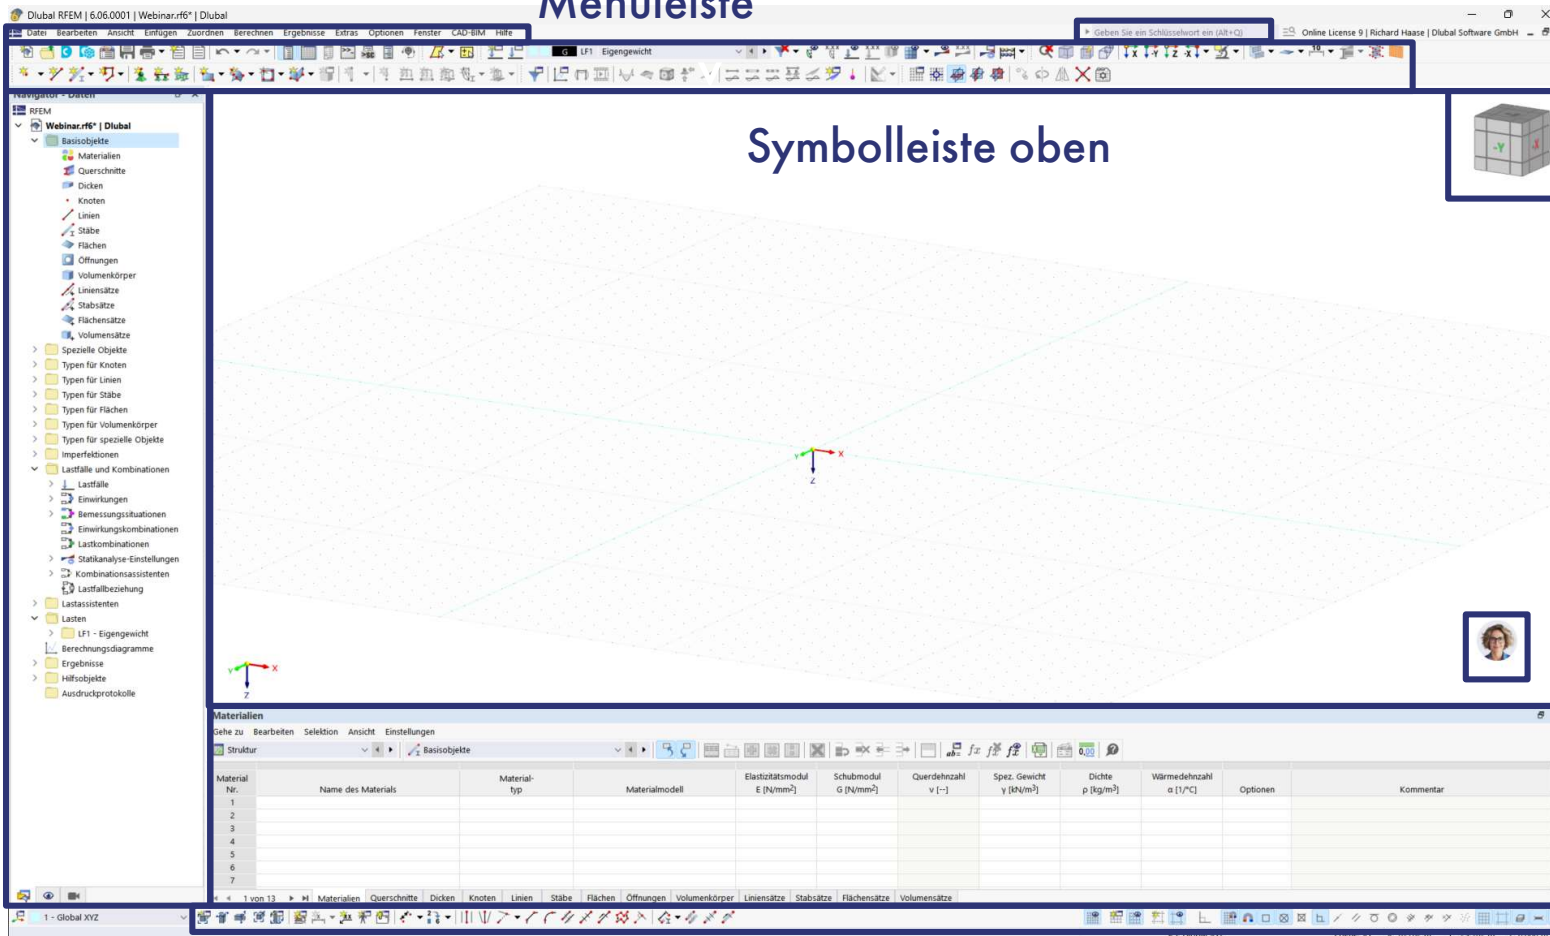 Menüleiste
Dlubal RFEM | 6.06.0001 | Webinar.rf6* | Dlubal
Datei Bearbeiten Ansicht Einfügen Zuordnen Berechnen Ergebnisse Extras Optionen Fenster CAD-BIM Hilfe
Geben Sie ein Schlüsselwort ein (Alt+Q)
Online License 9 | Richard Haase | Dlubal Software GmbH
G LF1 Eigengewicht
Navigator - Daten
RFEM
Webinar.rf6* | Dlubal
Basisobjekte
Materialien
Querschnitte
Dicken
Knoten
Linien
Stäbe
Flächen
Öffnungen
Volumenkörper
Liniensätze
Stabsätze
Flächensätze
Volumensätze
Spezielle Objekte
Typen für Knoten
Typen für Linien
Typen für Stäbe
Typen für Flächen
Typen für Volumenkörper
Typen für spezielle Objekte
Imperfektionen
Lastfälle und Kombinationen
Lastfälle
Einwirkungen
Bemessungssituationen
Einwirkungskombinationen
Lastkombinationen
Statikanalyse-Einstellungen
Kombinationsassistenten
Lastfallbeziehung
Lastassistenten
Lasten
LF1 - Eigengewicht
Berechnungsdiagramme
Ergebnisse
Hilfsobjekte
Ausdruckprotokolle
Symbolleiste oben
-Y -X
Y X
Z
Y X
Z
Materialien
Gehe zu Bearbeiten Selektion Ansicht Einstellungen
Struktur Basisobjekte
Material Nr. Name des Materials Material-typ Materialmodell Elastizitätsmodul E [N/mm²] Schubmodul G [N/mm²] Querdehnzahl ν [--] Spez. Gewicht γ [kN/m³] Dichte ρ [kg/m³] Wärmedehnzahl α [1/°C] Optionen Kommentar
1
2
3
4
5
6
7
1 von 13 Materialien Querschnitte Dicken Knoten Linien Stäbe Flächen Öffnungen Volumenkörper Liniensätze Stabsätze Flächensätze Volumensätze
1 - Global XYZ